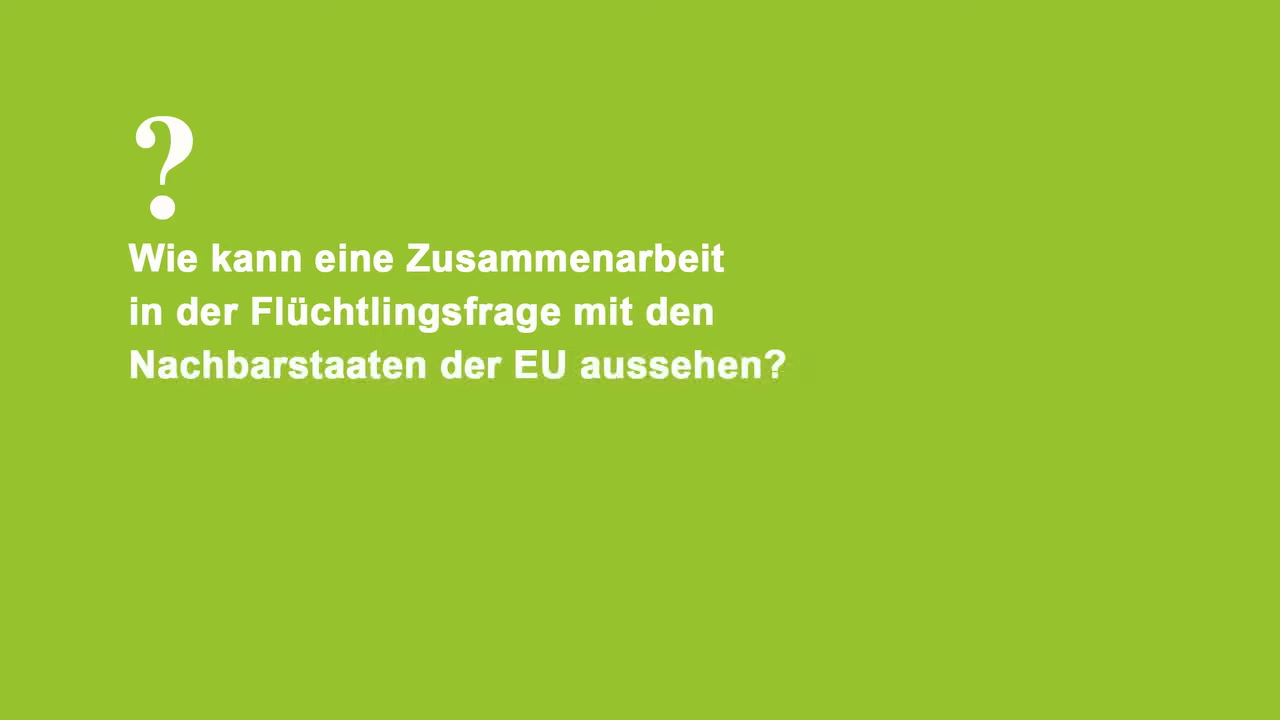 ?
Wie kann eine Zusammenarbeit
in der Flüchtlingsfrage mit den
Nachbarstaaten der EU aussehen?